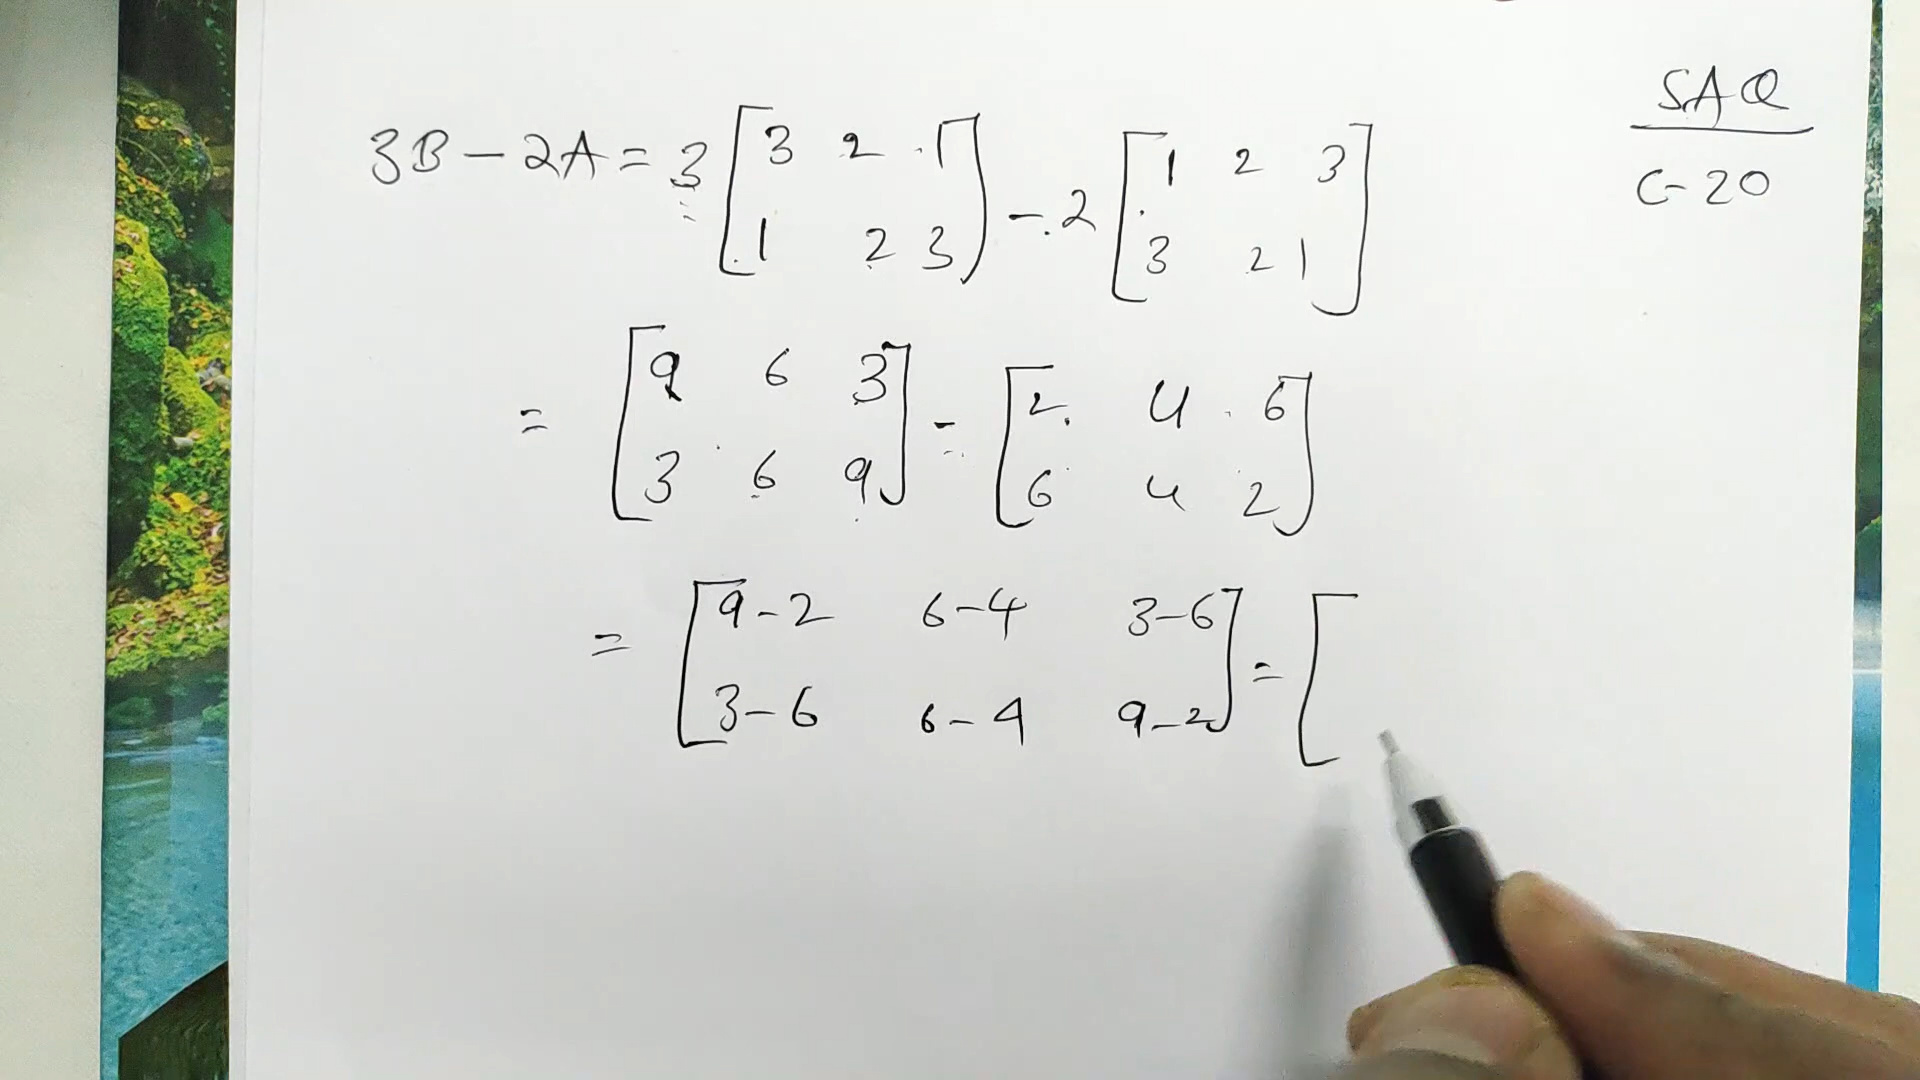 SAQ
C-20
3B - 2A = 3 [3 2 1
1 2 3] - 2 [1 2 3
3 2 1]
= [9 6 3
3 6 9] - [2 4 6
6 4 2]
= [9-2 6-4 3-6
3-6 6-4 9-2] = [